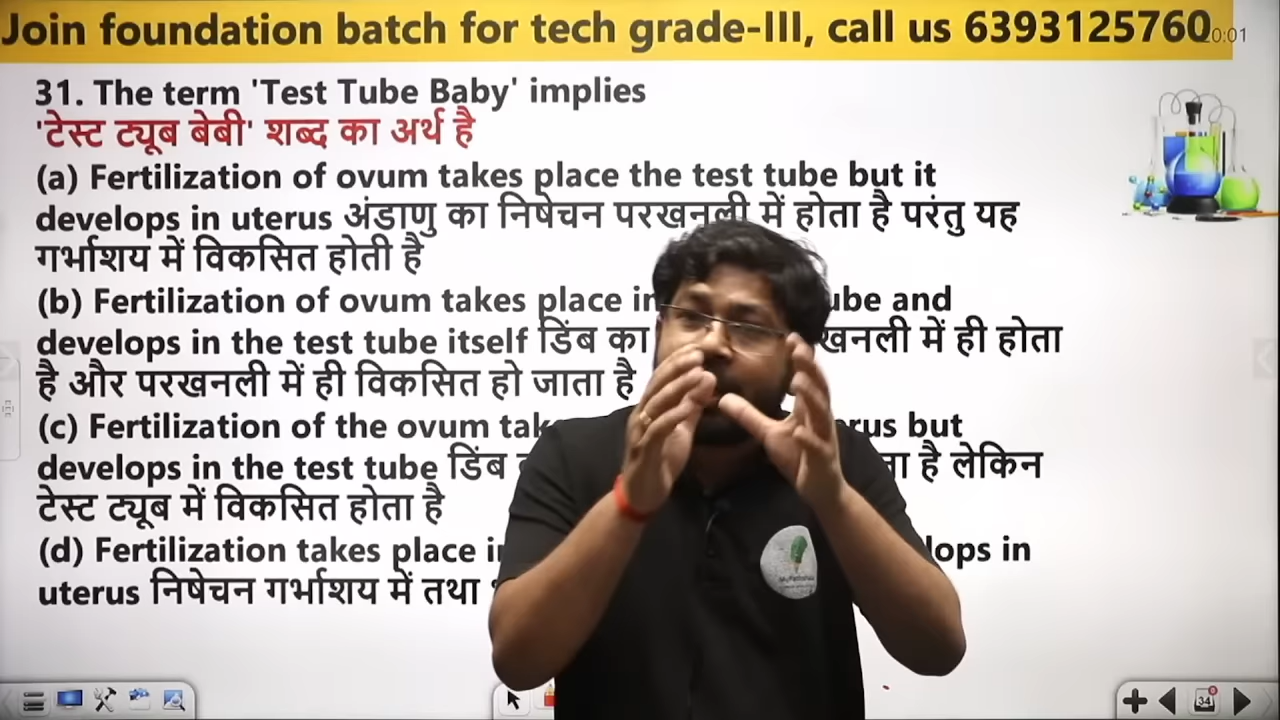 Join foundation batch for tech grade-III, call us 6393125760
20:01
31. The term 'Test Tube Baby' implies
'टेस्ट ट्यूब बेबी' शब्द का अर्थ है
(a) Fertilization of ovum takes place the test tube but it
develops in uterus अंडाणु का निषेचन परखनली में होता है परंतु यह
गर्भाशय में विकसित होती है
(b) Fertilization of ovum takes place in ube and
develops in the test tube itself डिंब का खनली में ही होता
है और परखनली में ही विकसित हो जाता है
(c) Fertilization of the ovum tak rus but
develops in the test tube डिंब है लेकिन
टेस्ट ट्यूब में विकसित होता है
(d) Fertilization takes place i lops in
uterus निषेचन गर्भाशय में तथा
34